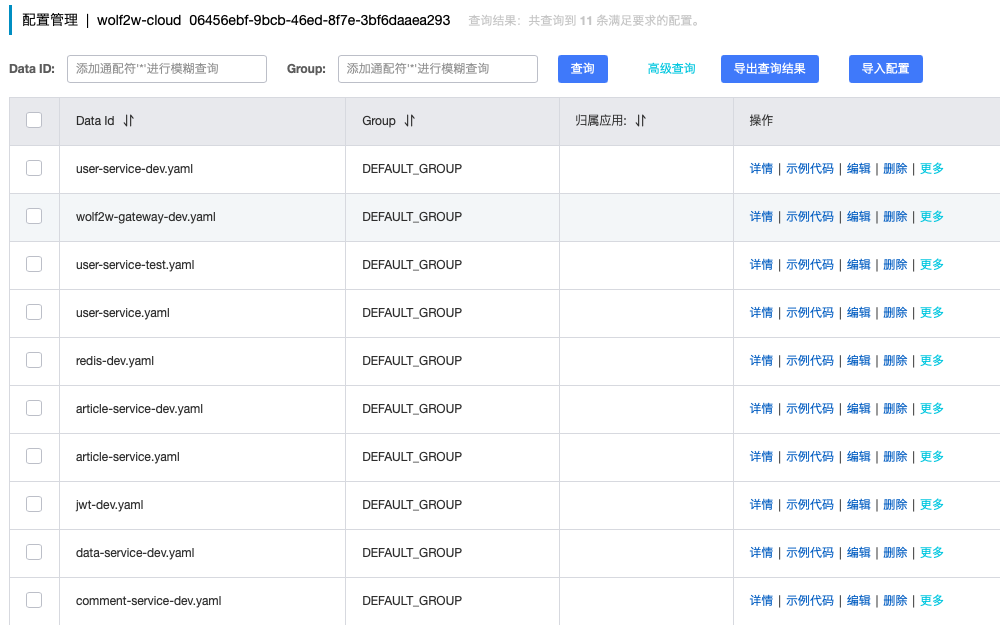 配置管理 | wolf2w-cloud 06456ebf-9bcb-46ed-8f7e-3bf6daaea293 查询结果：共查询到 11 条满足要求的配置。
Data ID: 添加通配符'*'进行模糊查询 Group: 添加通配符'*'进行模糊查询 查询 高级查询 导出查询结果 导入配置
Data Id Group 归属应用: 操作
user-service-dev.yaml DEFAULT_GROUP 详情 | 示例代码 | 编辑 | 删除 | 更多
wolf2w-gateway-dev.yaml DEFAULT_GROUP 详情 | 示例代码 | 编辑 | 删除 | 更多
user-service-test.yaml DEFAULT_GROUP 详情 | 示例代码 | 编辑 | 删除 | 更多
user-service.yaml DEFAULT_GROUP 详情 | 示例代码 | 编辑 | 删除 | 更多
redis-dev.yaml DEFAULT_GROUP 详情 | 示例代码 | 编辑 | 删除 | 更多
article-service-dev.yaml DEFAULT_GROUP 详情 | 示例代码 | 编辑 | 删除 | 更多
article-service.yaml DEFAULT_GROUP 详情 | 示例代码 | 编辑 | 删除 | 更多
jwt-dev.yaml DEFAULT_GROUP 详情 | 示例代码 | 编辑 | 删除 | 更多
data-service-dev.yaml DEFAULT_GROUP 详情 | 示例代码 | 编辑 | 删除 | 更多
comment-service-dev.yaml DEFAULT_GROUP 详情 | 示例代码 | 编辑 | 删除 | 更多